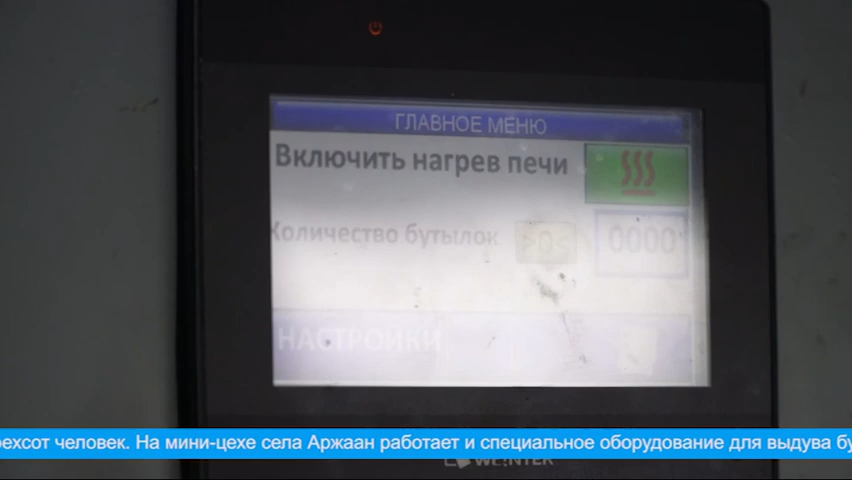 ГЛАВНОЕ МЕНЮ
Включить нагрев печи
Количество бутылок >0< 0000
НАСТРОЙКИ
рехсот человек. На мини-цехе села Аржаан работает и специальное оборудование для выдува бу
WEINTEK